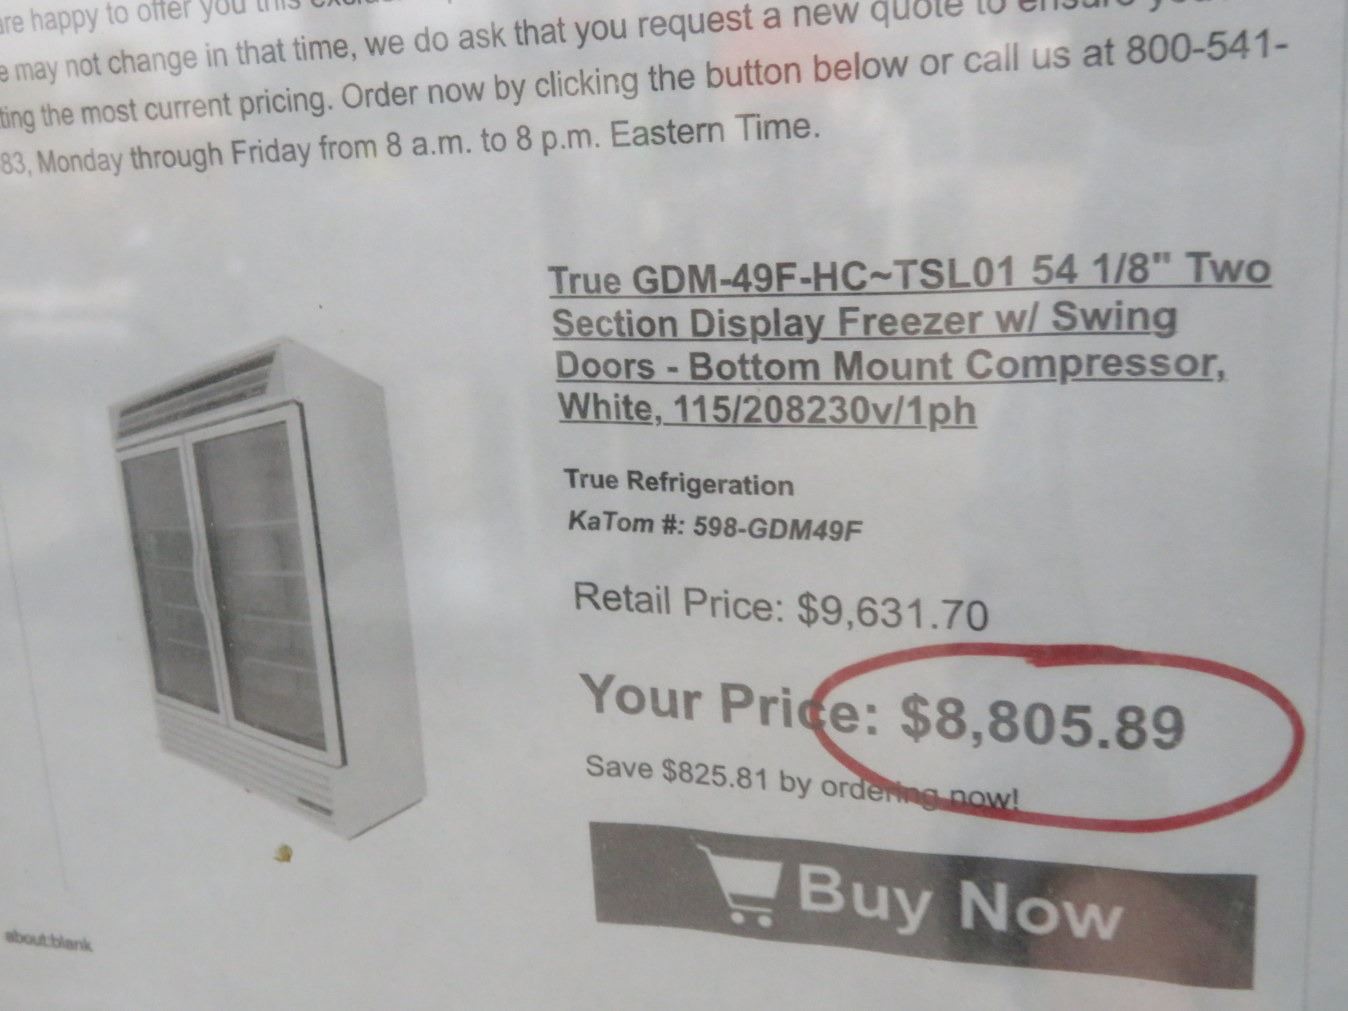 are happy to offer you this
e may not change in that time, we do ask that you request a new quote to ensure
ting the most current pricing. Order now by clicking the button below or call us at 800-541-
83, Monday through Friday from 8 a.m. to 8 p.m. Eastern Time.
True GDM-49F-HC~TSL01 54 1/8" Two
Section Display Freezer w/ Swing
Doors - Bottom Mount Compressor,
White, 115/208230v/1ph
True Refrigeration
KaTom #: 598-GDM49F
Retail Price: $9,631.70
Your Price: $8,805.89
Save $825.81 by ordering now!
Buy Now
about:blank